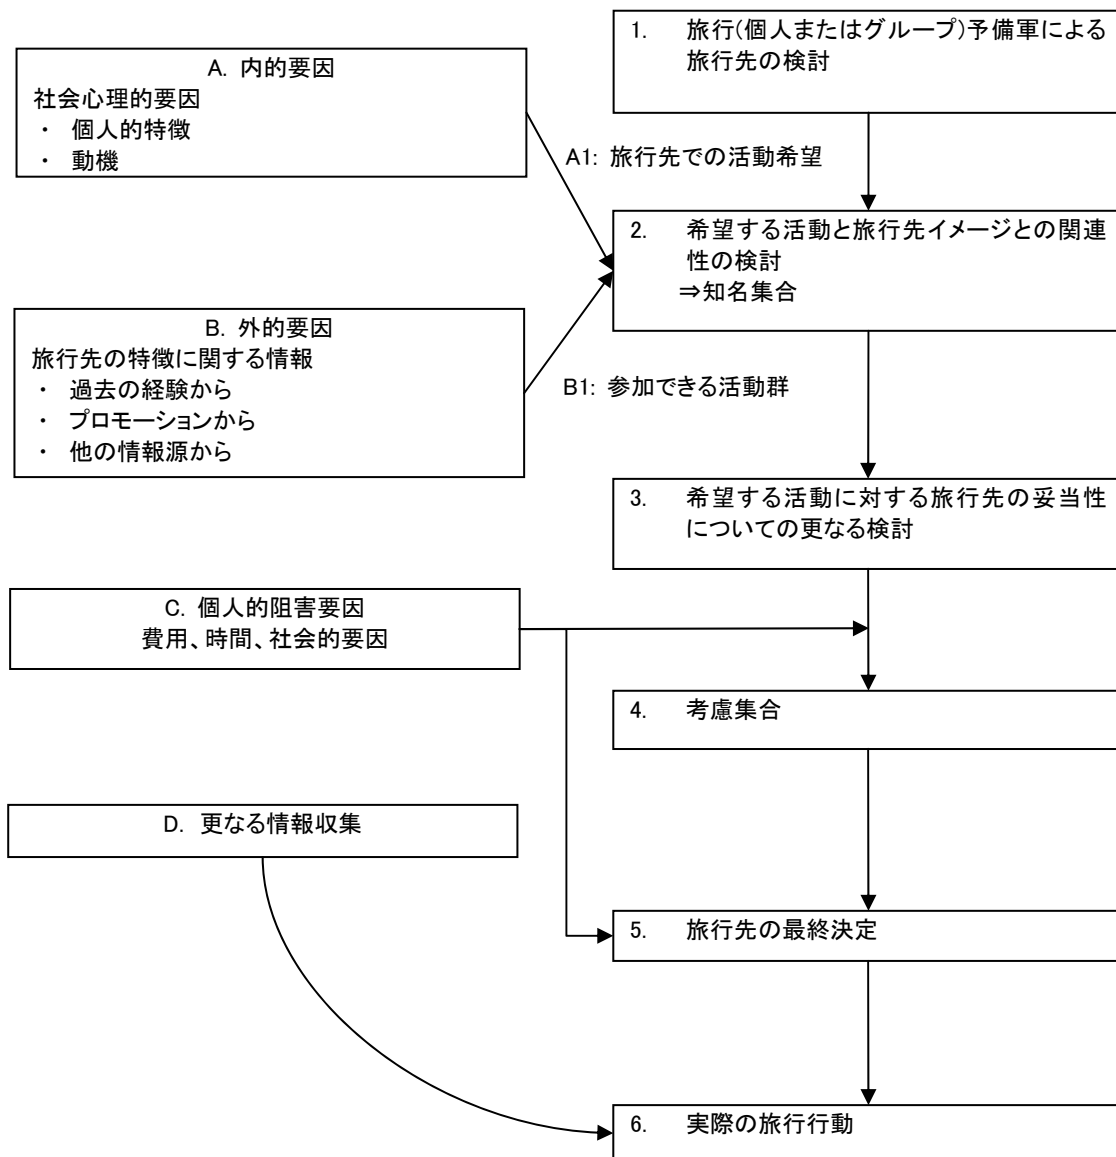 1. 旅行(個人またはグループ)予備軍による
旅行先の検討
A. 内的要因
社会心理的要因
・ 個人的特徴
・ 動機
A1: 旅行先での活動希望
2. 希望する活動と旅行先イメージとの関連
性の検討
⇒知名集合
B. 外的要因
旅行先の特徴に関する情報
・ 過去の経験から
・ プロモーションから
・ 他の情報源から
B1: 参加できる活動群
3. 希望する活動に対する旅行先の妥当性
についての更なる検討
C. 個人的阻害要因
費用、時間、社会的要因
4. 考慮集合
D. 更なる情報収集
5. 旅行先の最終決定
6. 実際の旅行行動